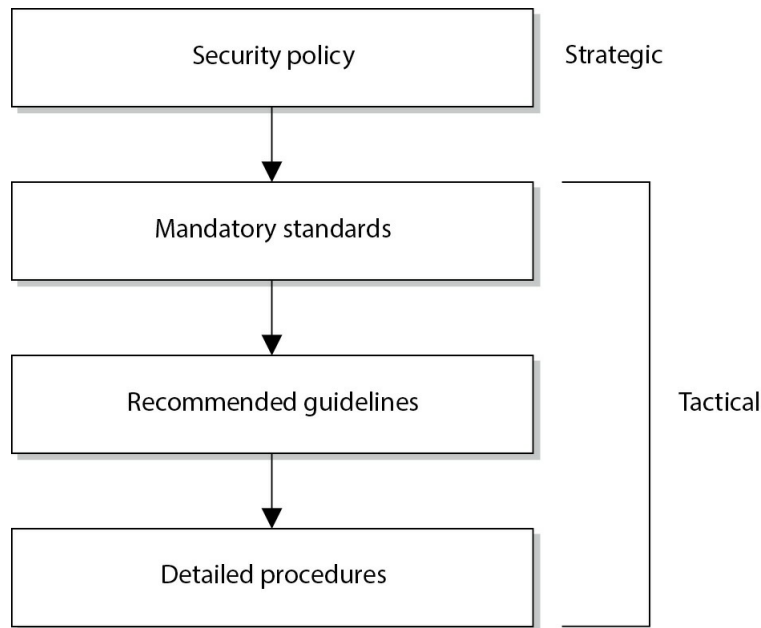 Security policy
Strategic
Mandatory standards
Recommended guidelines
Tactical
Detailed procedures